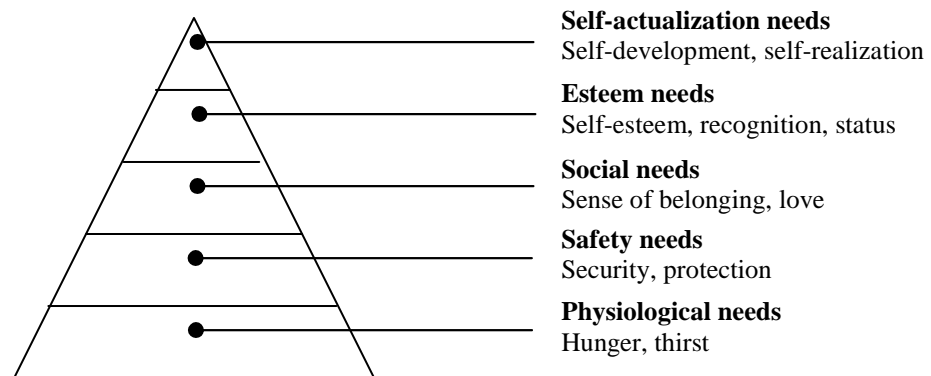 Self-actualization needs
Self-development, self-realization
Esteem needs
Self-esteem, recognition, status
Social needs
Sense of belonging, love
Safety needs
Security, protection
Physiological needs
Hunger, thirst